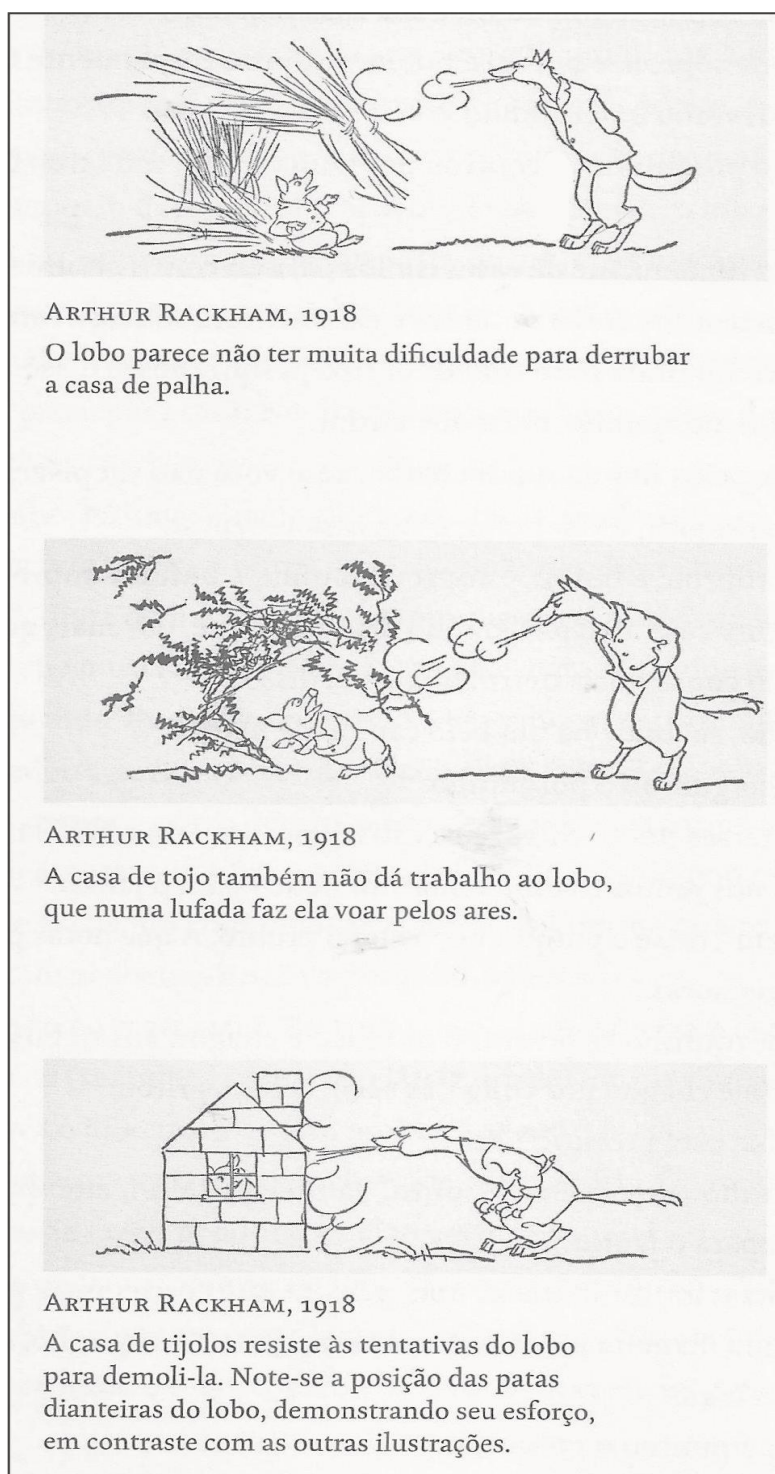 ARTHUR RACKHAM, 1918
O lobo parece não ter muita dificuldade para derrubar
a casa de palha.
ARTHUR RACKHAM, 1918
A casa de tojo também não dá trabalho ao lobo,
que numa lufada faz ela voar pelos ares.
ARTHUR RACKHAM, 1918
A casa de tijolos resiste às tentativas do lobo
para demoli-la. Note-se a posição das patas
dianteiras do lobo, demonstrando seu esforço,
em contraste com as outras ilustrações.